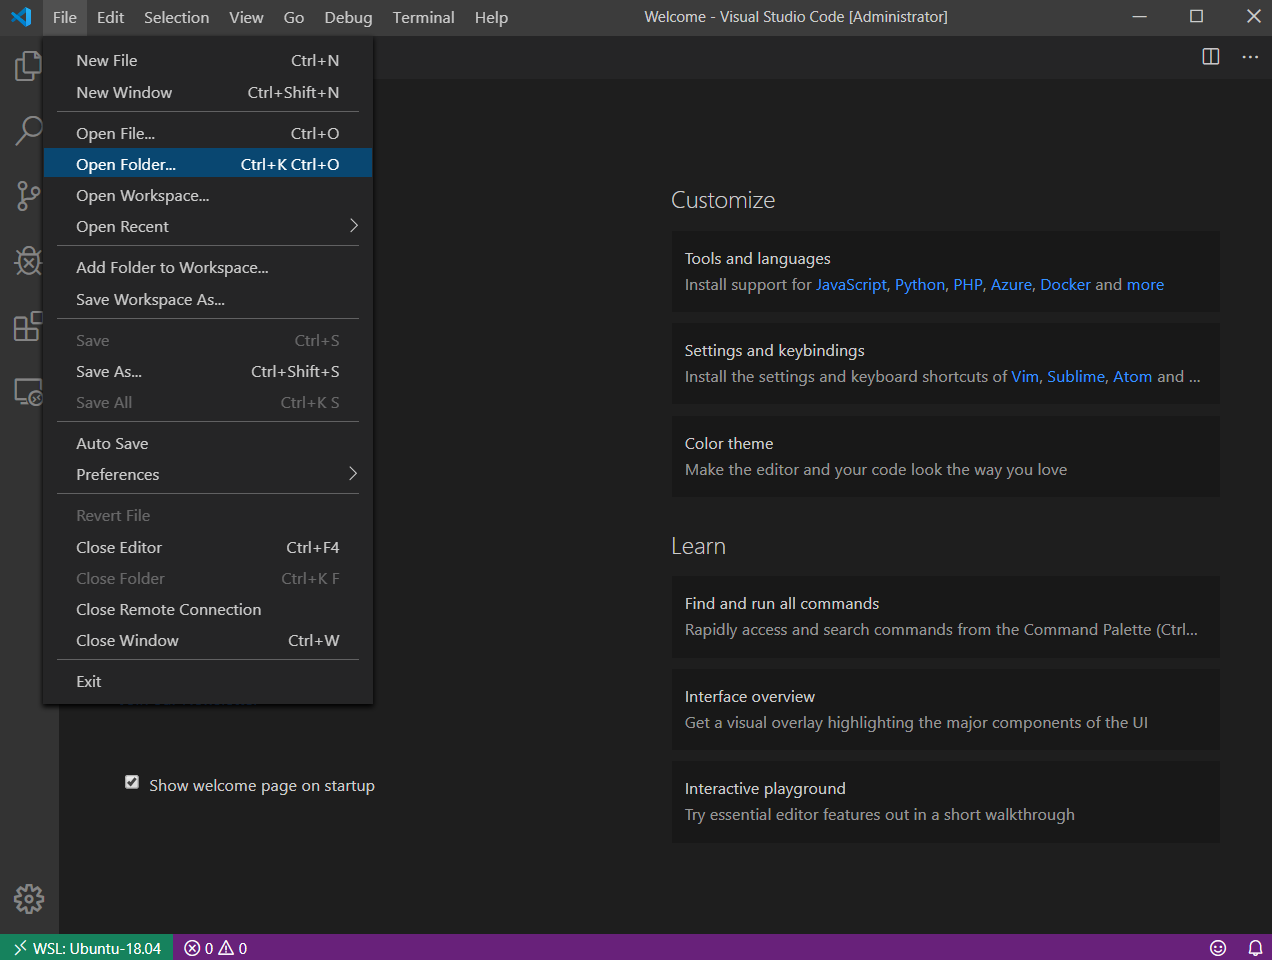 File Edit Selection View Go Debug Terminal Help Welcome - Visual Studio Code [Administrator]
New File Ctrl+N
New Window Ctrl+Shift+N
Open File... Ctrl+O
Open Folder... Ctrl+K Ctrl+O
Open Workspace...
Open Recent
Add Folder to Workspace...
Save Workspace As...
Save Ctrl+S
Save As... Ctrl+Shift+S
Save All Ctrl+K S
Auto Save
Preferences
Revert File
Close Editor Ctrl+F4
Close Folder Ctrl+K F
Close Remote Connection
Close Window Ctrl+W
Exit
Show welcome page on startup
Customize
Tools and languages
Install support for JavaScript, Python, PHP, Azure, Docker and more
Settings and keybindings
Install the settings and keyboard shortcuts of Vim, Sublime, Atom and ...
Color theme
Make the editor and your code look the way you love
Learn
Find and run all commands
Rapidly access and search commands from the Command Palette (Ctrl...
Interface overview
Get a visual overlay highlighting the major components of the UI
Interactive playground
Try essential editor features out in a short walkthrough
WSL: Ubuntu-18.04 0 0